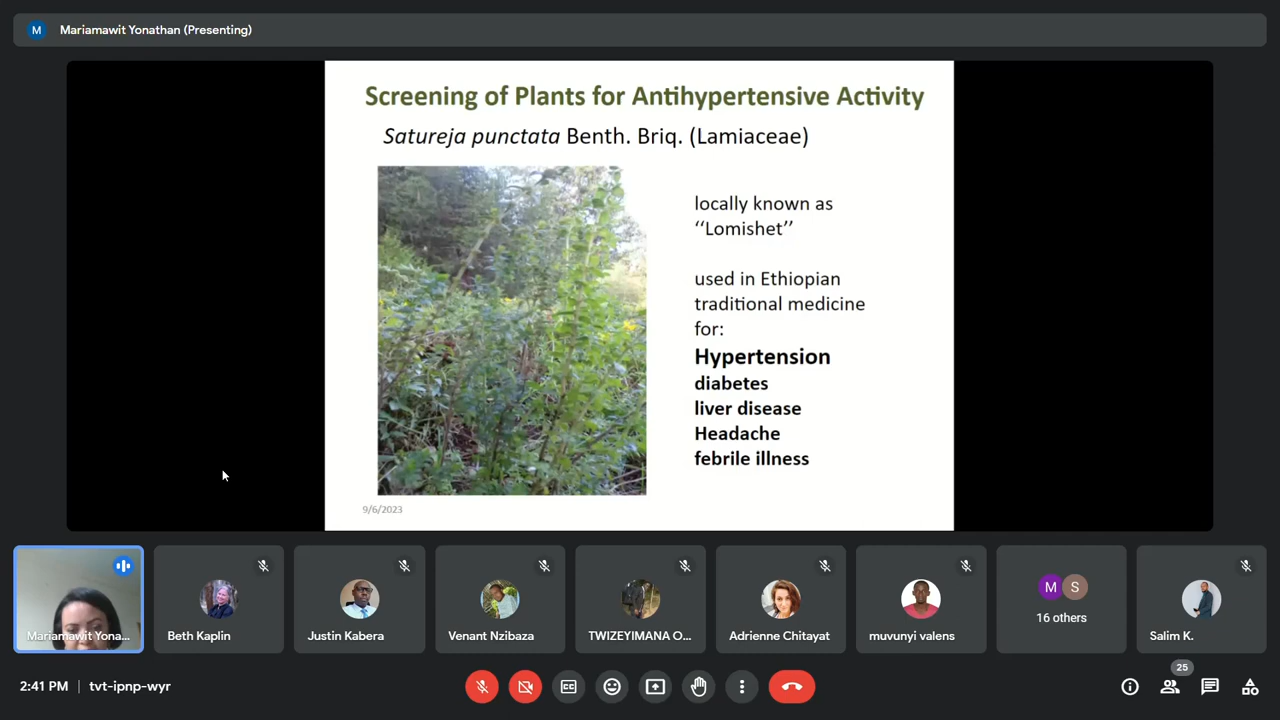 M Mariamawit Yonathan (Presenting)
Screening of Plants for Antihypertensive Activity
Satureja punctata Benth. Briq. (Lamiaceae)
locally known as
‘‘Lomishet’’
used in Ethiopian
traditional medicine
for:
Hypertension
diabetes
liver disease
Headache
febrile illness
9/6/2023
Mariamawit Yona...
Beth Kaplin
Justin Kabera
Venant Nzibaza
TWIZEYIMANA O...
Adrienne Chitayat
muvunyi valens
M S
16 others
Salim K.
2:41 PM | tvt-ipnp-wyr
CC
25